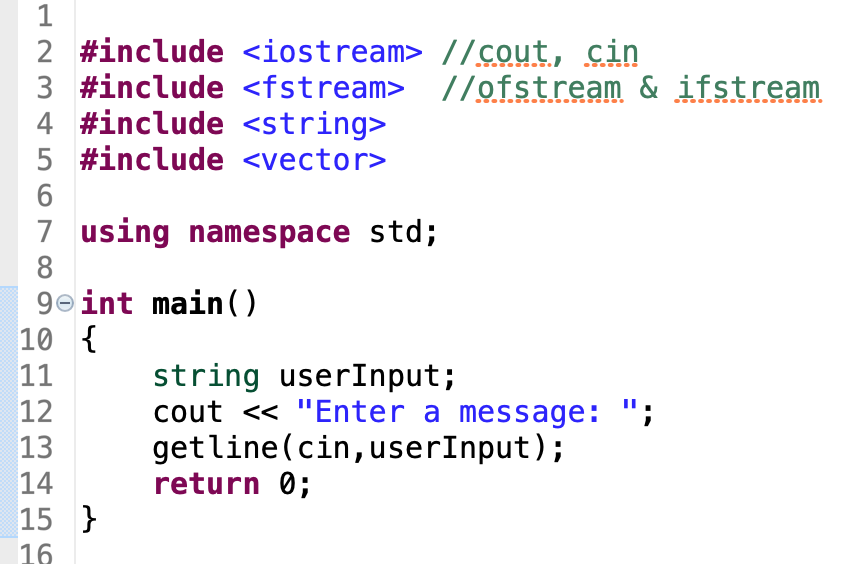 1
2 #include <iostream> //cout, cin
3 #include <fstream>  //ofstream & ifstream
4 #include <string>
5 #include <vector>
6
7 using namespace std;
8
9 int main()
10 {
11     string userInput;
12     cout << "Enter a message: ";
13     getline(cin,userInput);
14     return 0;
15 }
16